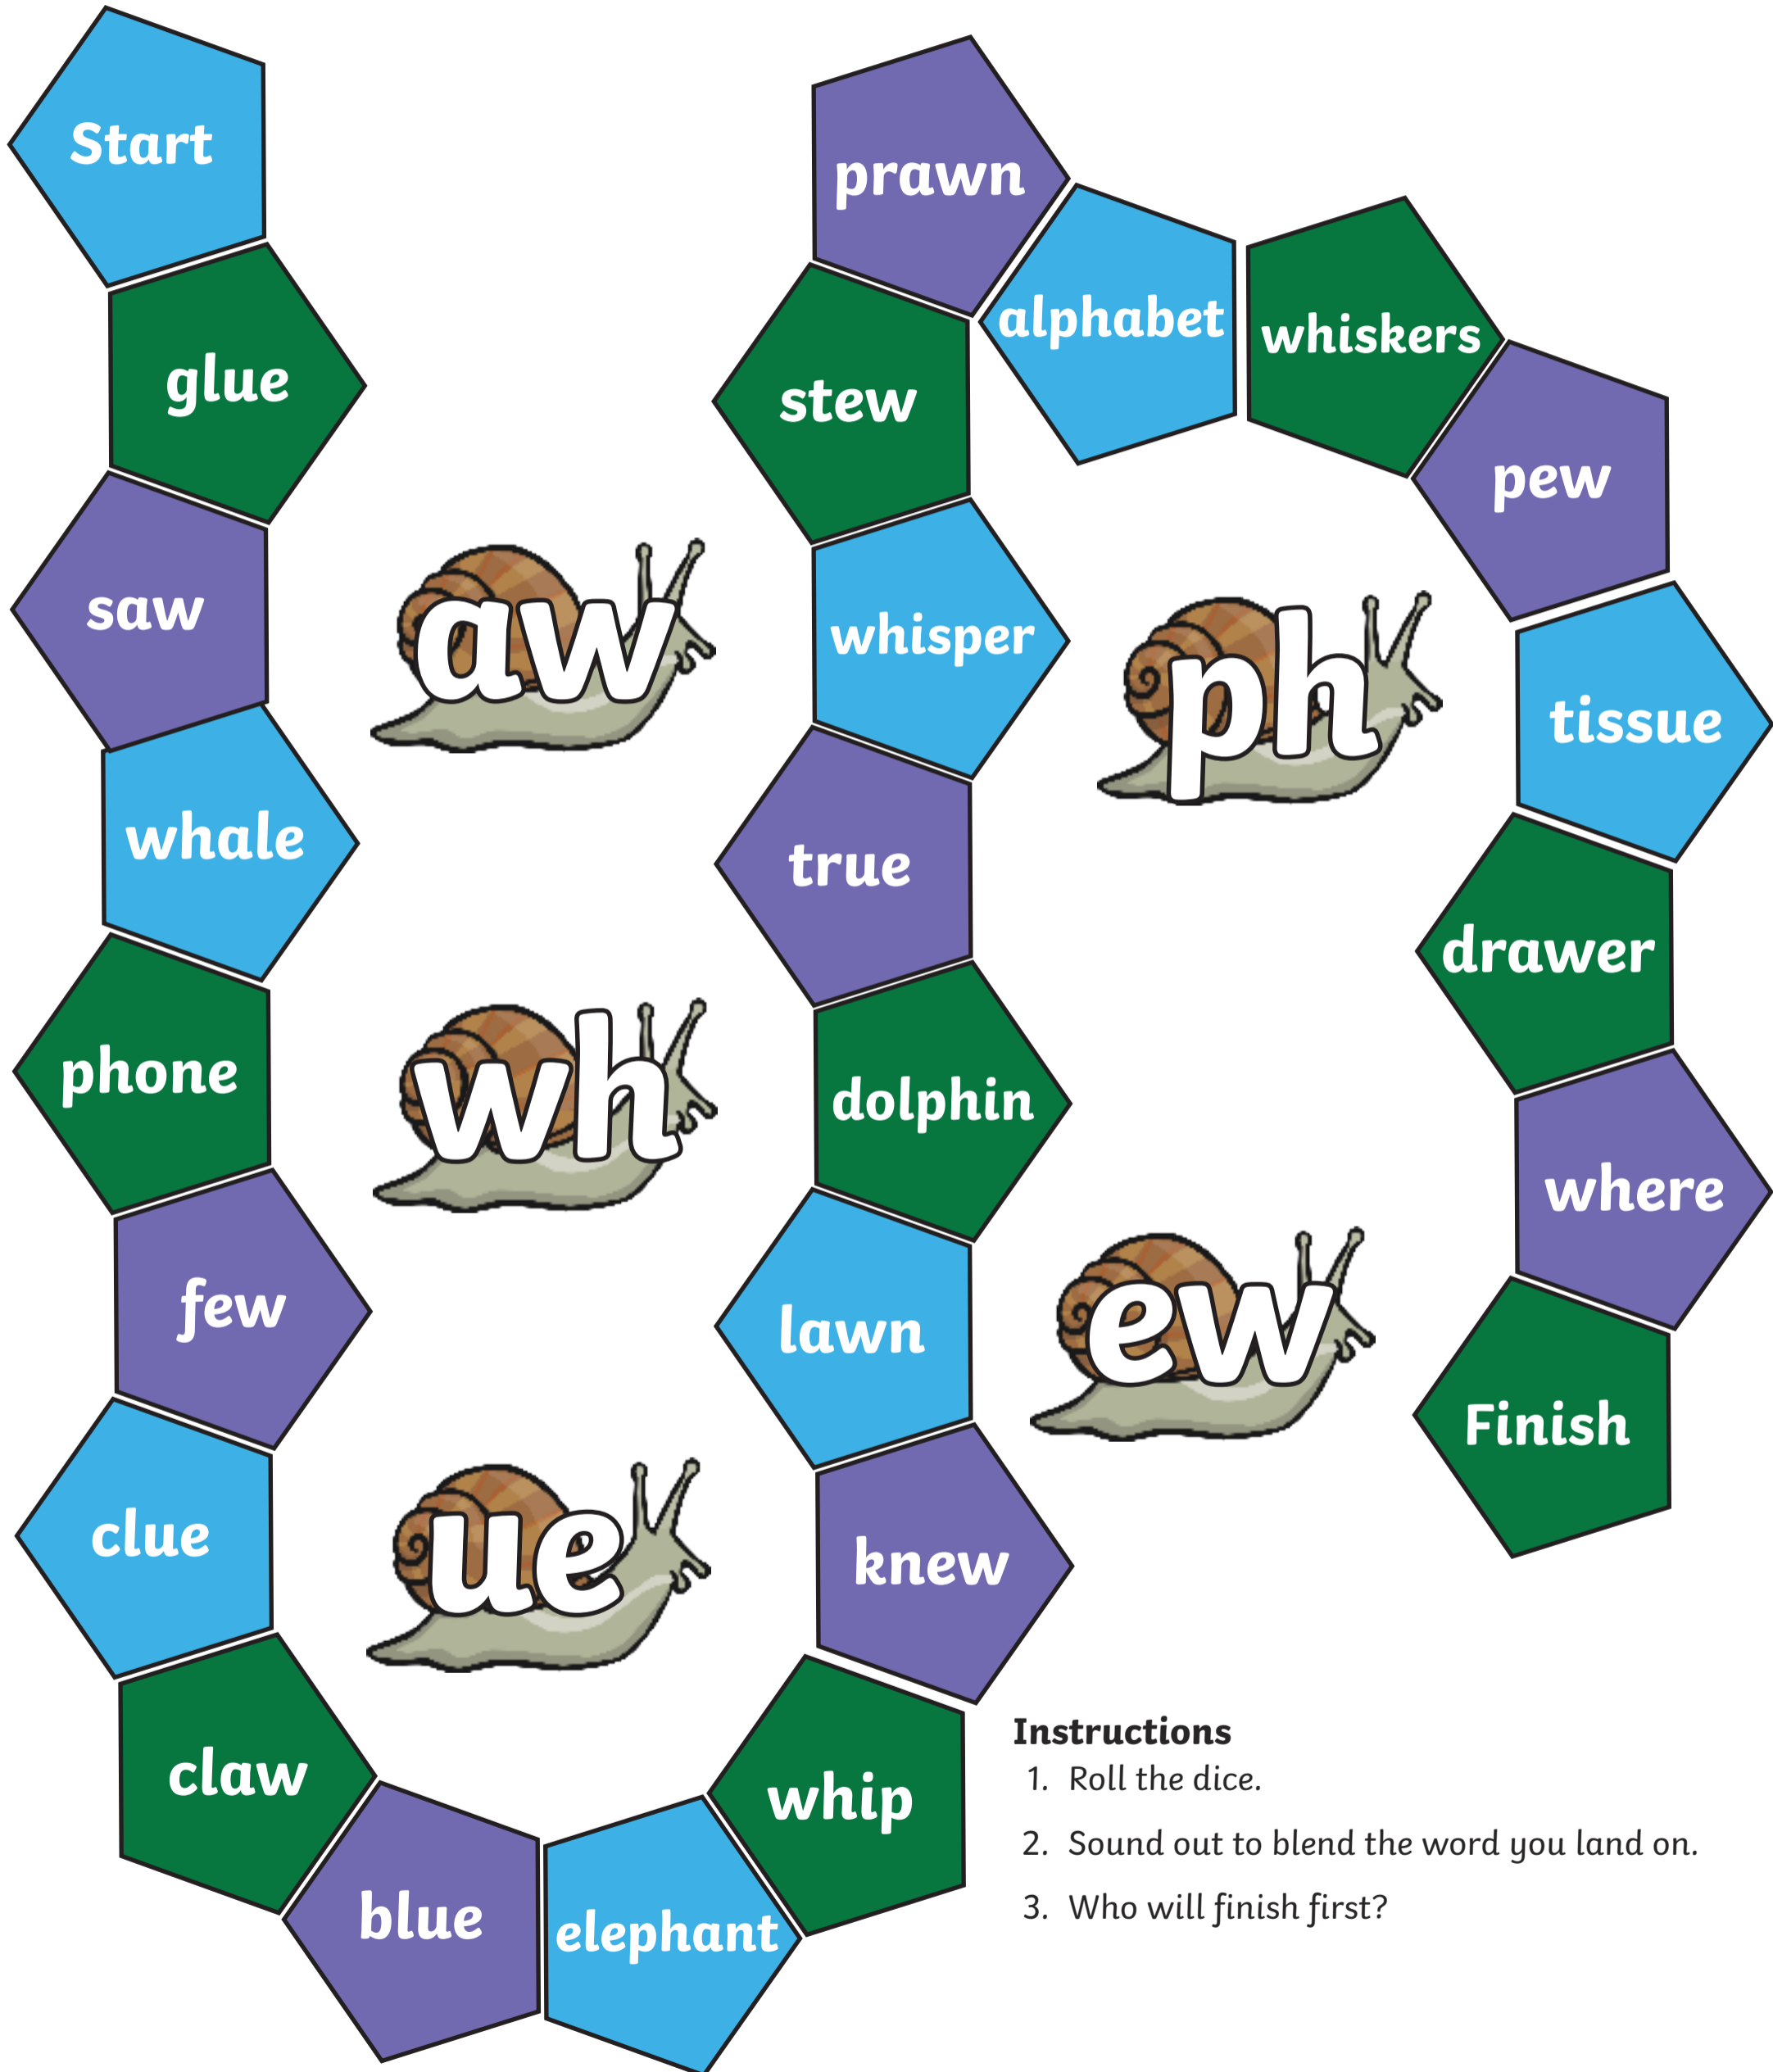 Start
glue
saw
whale
phone
few
clue
claw
blue
elephant
whip
knew
lawn
dolphin
true
whisper
stew
prawn
alphabet
whiskers
pew
tissue
drawer
where
Finish
aw
wh
ue
ph
ew
Instructions
1. Roll the dice.
2. Sound out to blend the word you land on.
3. Who will finish first?